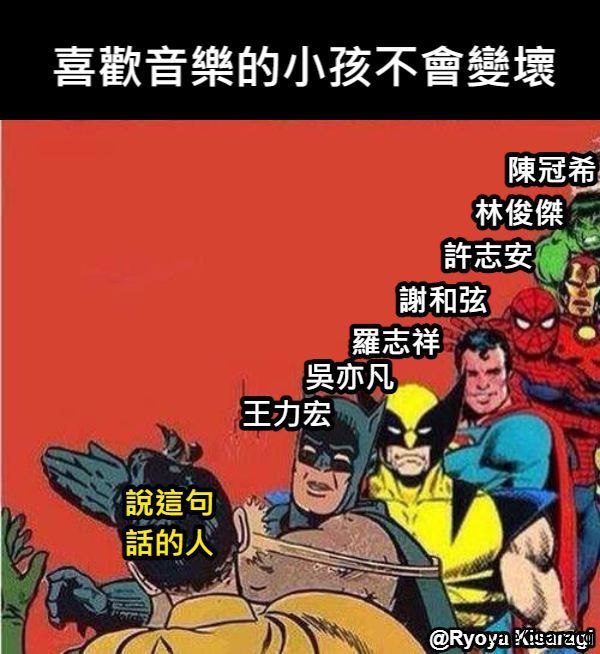 喜歡音樂的小孩不會變壞
陳冠希
林俊傑
許志安
謝和弦
羅志祥
吳亦凡
王力宏
說這句
話的人
@Ryoya Kisaragi